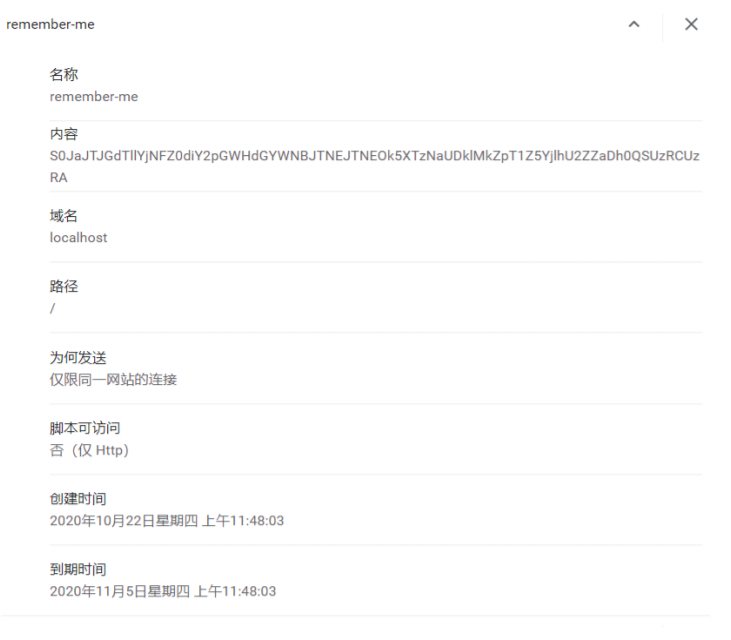 remember-me
名称
remember-me
内容
S0JaJTJGdTllYjNFZ0diY2pGWHdGYWNBJTNEJTNEOk5XTzNaUDklMkZpT1Z5YjlhU2ZZaDh0QSUzRCUz
RA
域名
localhost
路径
/
为何发送
仅限同一网站的连接
脚本可访问
否（仅 Http）
创建时间
2020年10月22日星期四 上午11:48:03
到期时间
2020年11月5日星期四 上午11:48:03